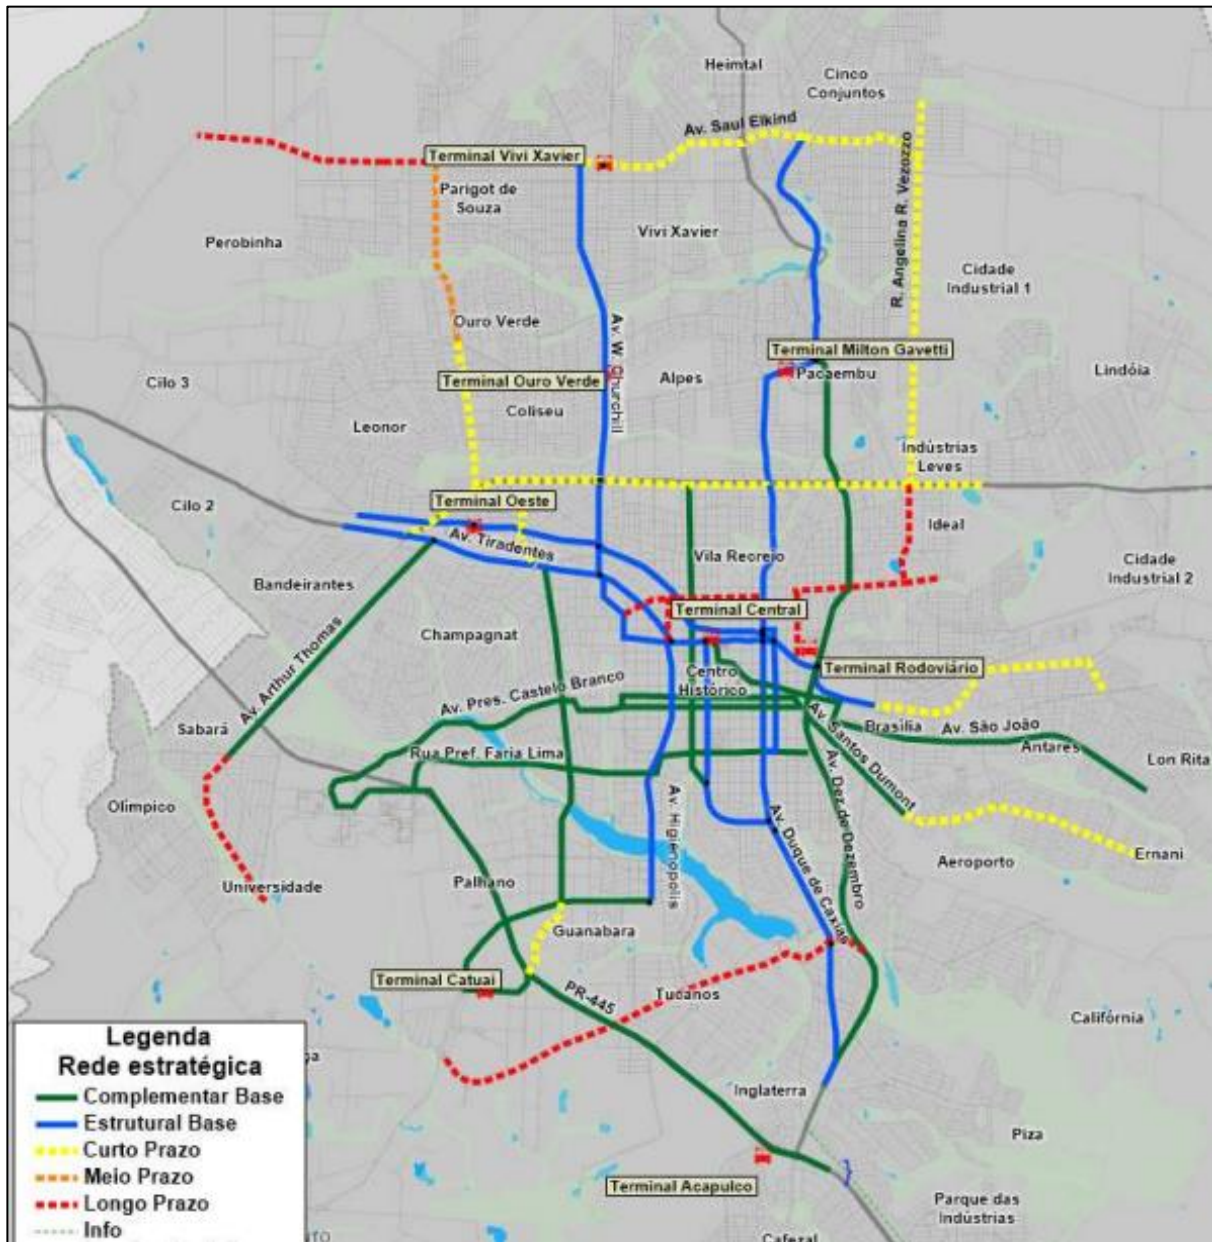 Heimtal
Cinco
Conjuntos
Av. Saul Elkind
Terminal Vivi Xavier
Parigot de
Souza
R. Angelina R. Vezozzo
Vivi Xavier
Perobinha
Cidade
Industrial 1
Ouro Verde
Av. W. Churchill
Terminal Milton Gavetti
Terminal Ouro Verde
Alpes
Pacaembu
Lindóia
Cilo 3
Coliseu
Leonor
Indústrias
Leves
Terminal Oeste
Cilo 2
Ideal
Av. Tiradentes
Vila Recreio
Cidade
Industrial 2
Bandeirantes
Terminal Central
Champagnat
Av. Arthur Thomas
Centro
Histórico
Terminal Rodoviário
Av. Pres. Castelo Branco
Sabará
Av. Santos Dumont
Brasília
Av. São João
Antares
Rua Pref. Faria Lima
Lon Rita
Olimpico
Av. Higienopolis
Av. Duque de Caxias
Av. Dez de Dezembro
Aeroporto
Ernani
Universidade
Palhano
Guanabara
Terminal Catuai
PR-445
Tucanos
Califórnia
Legenda
Rede estratégica
Complementar Base
Estrutural Base
Curto Prazo
Meio Prazo
Longo Prazo
Info
Inglaterra
Piza
Terminal Acapulco
Parque das
Indústrias
Cafezal